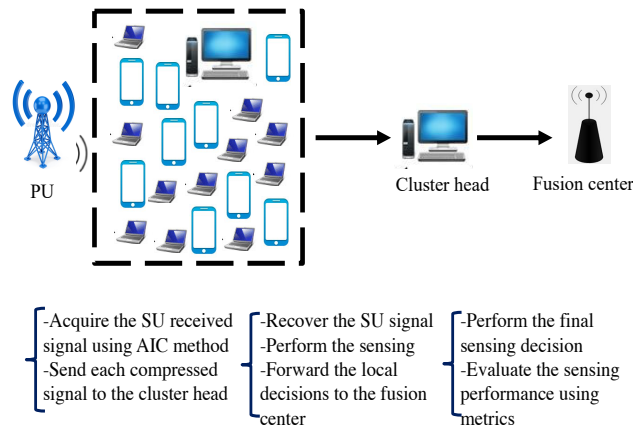 PU
Cluster head
Fusion center
-Acquire the SU received
signal using AIC method
-Send each compressed
signal to the cluster head
-Recover the SU signal
-Perform the sensing
-Forward the local
decisions to the fusion
center
-Perform the final
sensing decision
-Evaluate the sensing
performance using
metrics